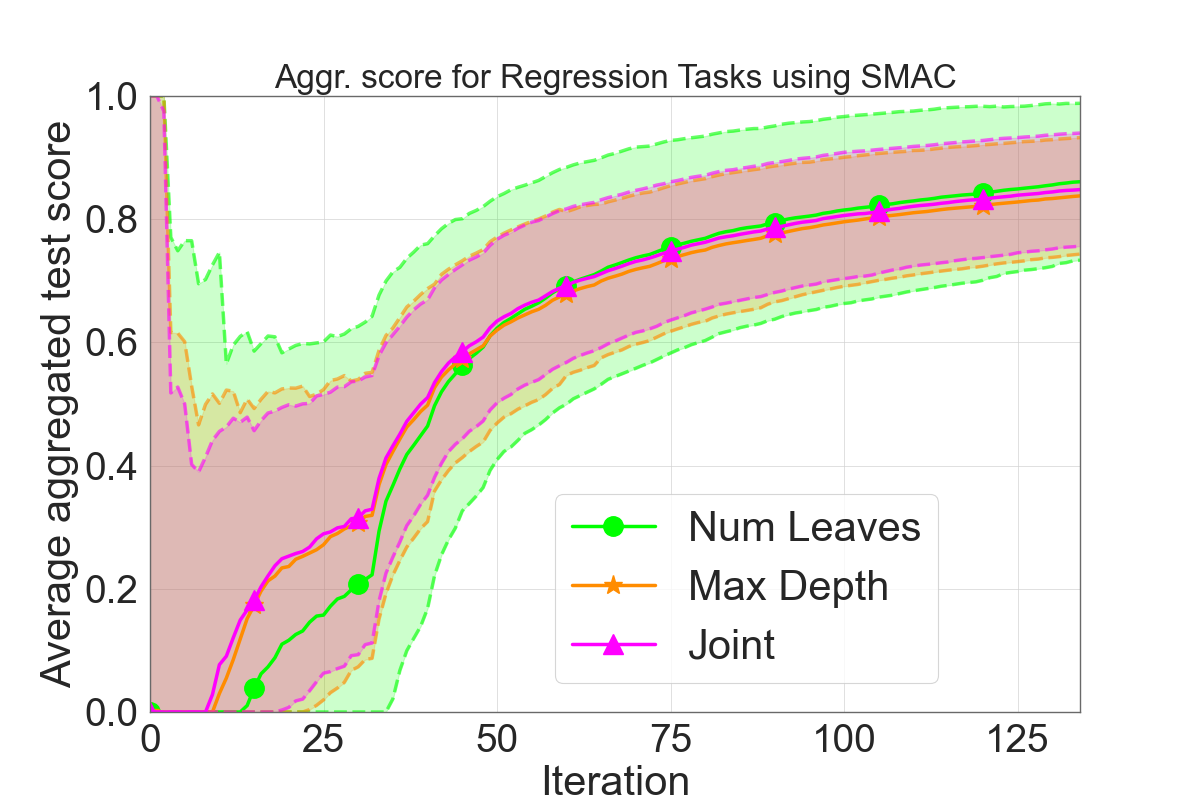 Aggr. score for Regression Tasks using SMAC
Average aggregated test score
1.0
0.8
0.6
0.4
0.2
0.0
Num Leaves
Max Depth
Joint
0 25 50 75 100 125
Iteration